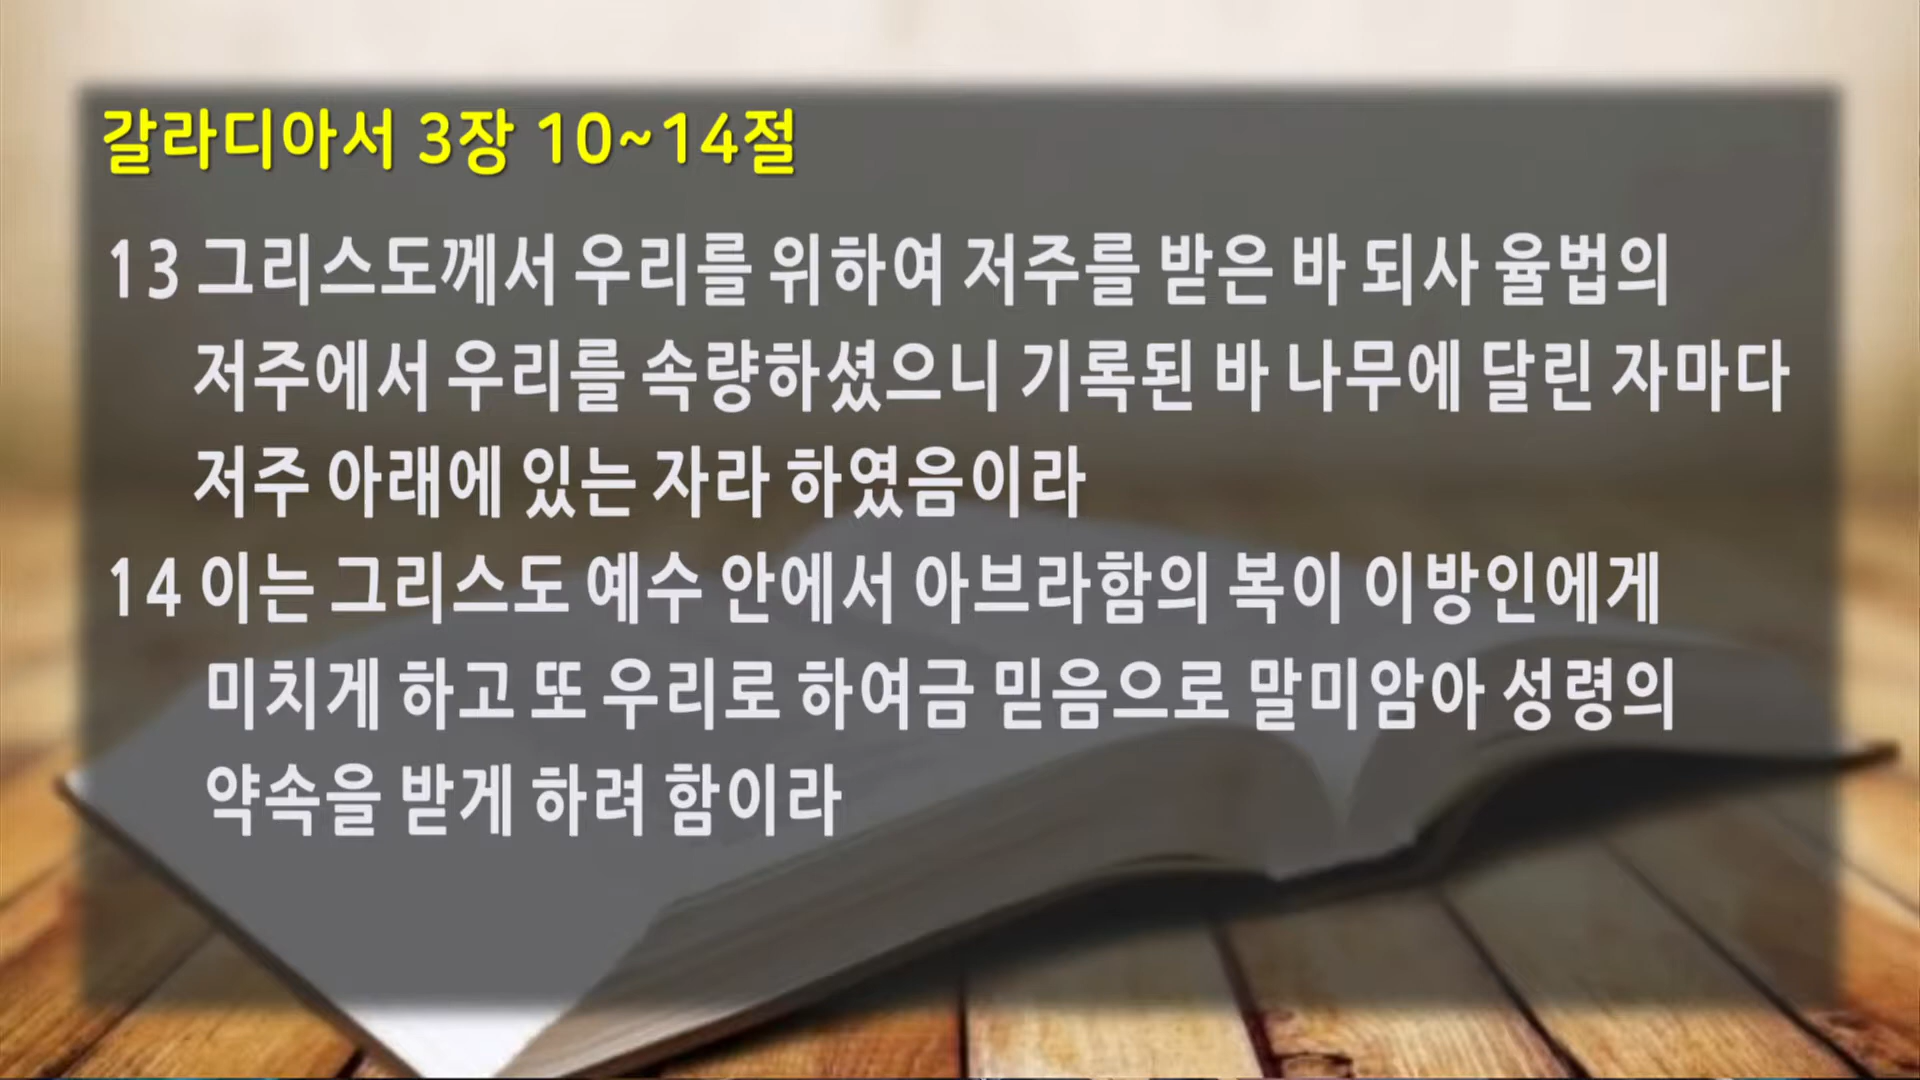 갈라디아서 3장 10~14절
13 그리스도께서 우리를 위하여 저주를 받은 바 되사 율법의
저주에서 우리를 속량하셨으니 기록된 바 나무에 달린 자마다
저주 아래에 있는 자라 하였음이라
14 이는 그리스도 예수 안에서 아브라함의 복이 이방인에게
미치게 하고 또 우리로 하여금 믿음으로 말미암아 성령의
약속을 받게 하려 함이라